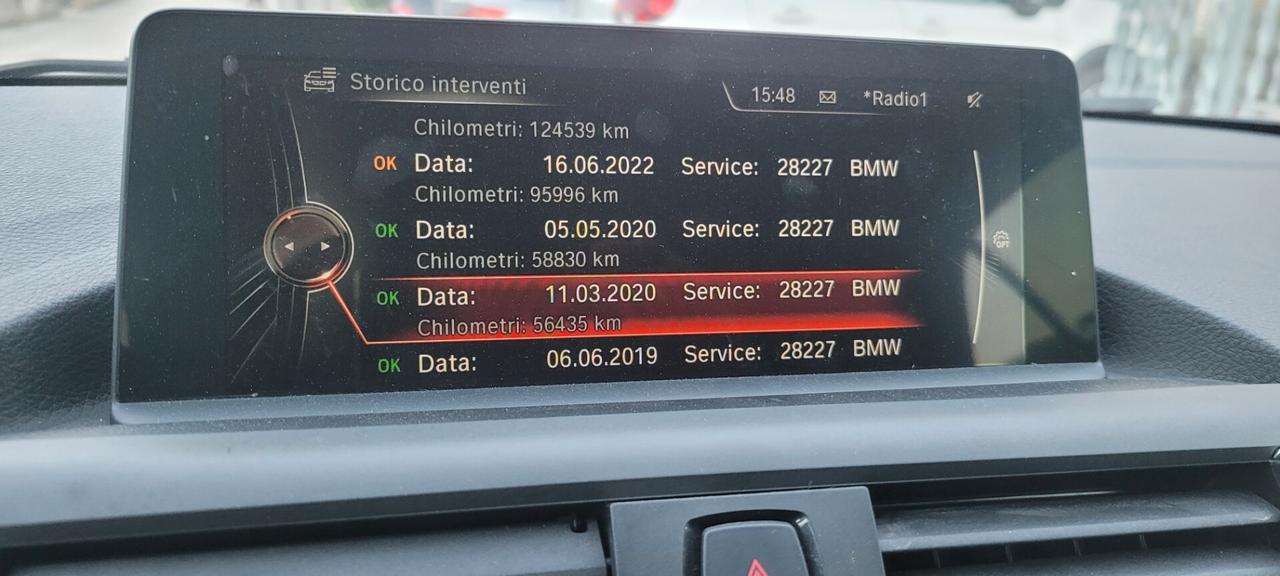 Storico interventi
15:48 *Radio1
Chilometri: 124539 km
OK Data: 16.06.2022 Service: 28227 BMW
Chilometri: 95996 km
OK Data: 05.05.2020 Service: 28227 BMW
Chilometri: 58830 km
OK Data: 11.03.2020 Service: 28227 BMW
Chilometri: 56435 km
OK Data: 06.06.2019 Service: 28227 BMW
OPT